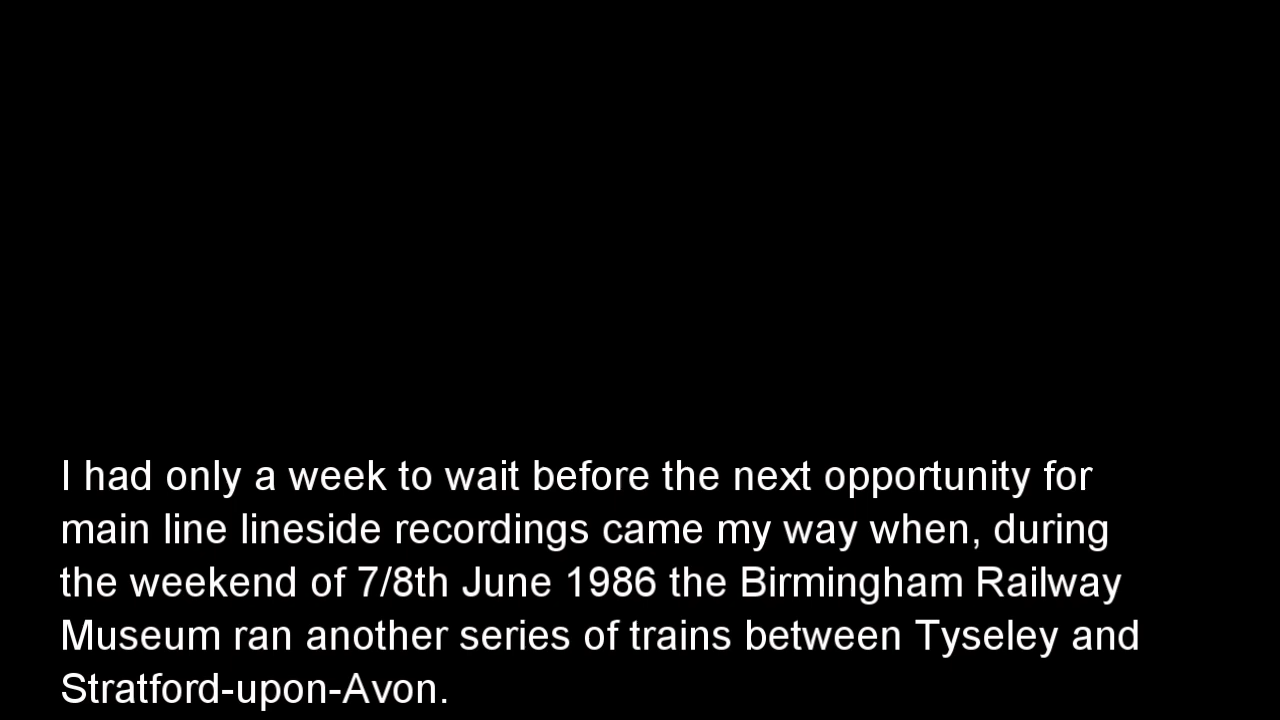 I had only a week to wait before the next opportunity for
main line lineside recordings came my way when, during
the weekend of 7/8th June 1986 the Birmingham Railway
Museum ran another series of trains between Tyseley and
Stratford-upon-Avon.